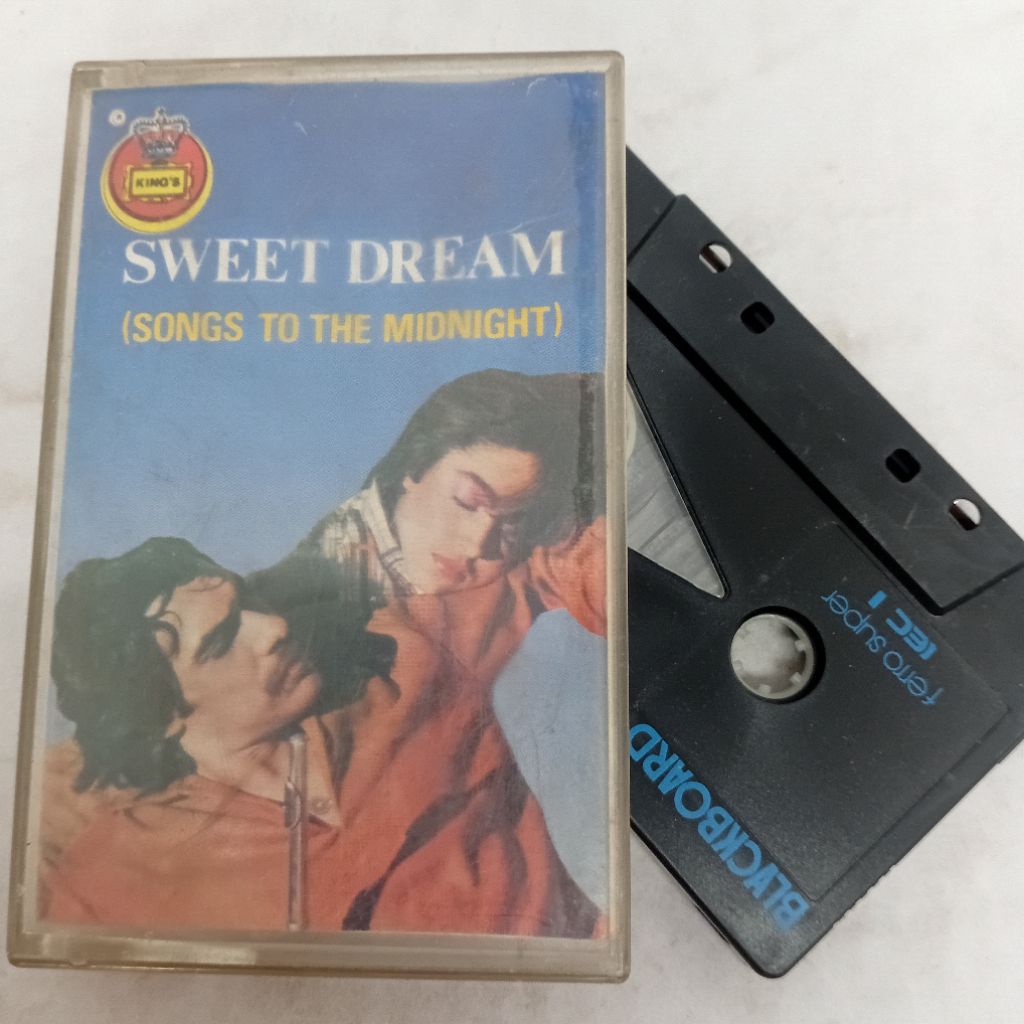 KING'S
SWEET DREAM
(SONGS TO THE MIDNIGHT)
ferro super
IEC I
BLACKBOARD